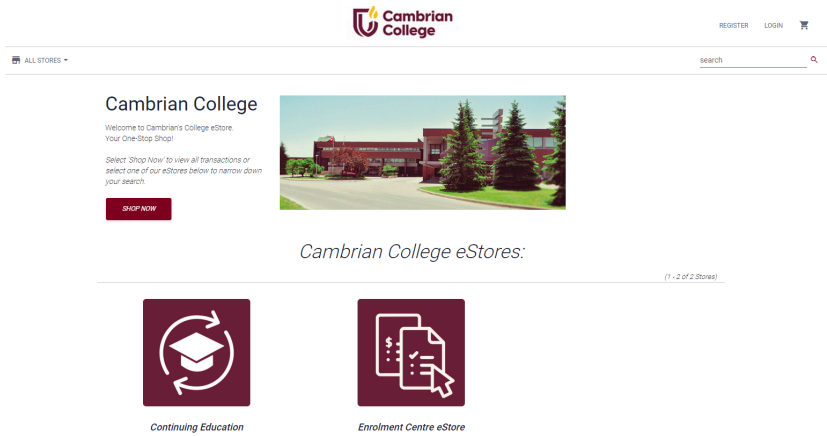 Cambrian
College
REGISTER LOGIN
ALL STORES
search
Cambrian College
Welcome to Cambrian's College eStore.
Your One-Stop Shop!
Select 'Shop Now' to view all transactions or
select one of our eStores below to narrow down
your search.
SHOP NOW
Cambrian College eStores:
(1 - 2 of 2 Stores)
$
Continuing Education
Enrolment Centre eStore